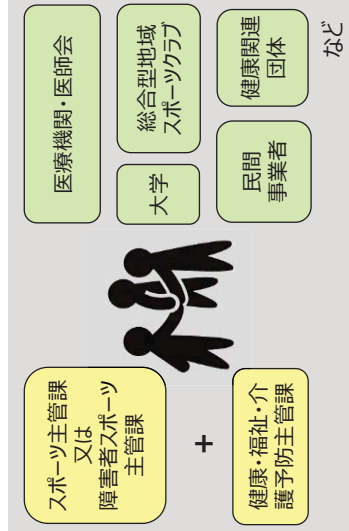 スポーツ主管課
又は
障害者スポーツ
主管課
+
健康・福祉・介
護予防主管課
医療機関・医師会
大学
総合型地域
スポーツクラブ
民間
事業者
健康関連
団体
など